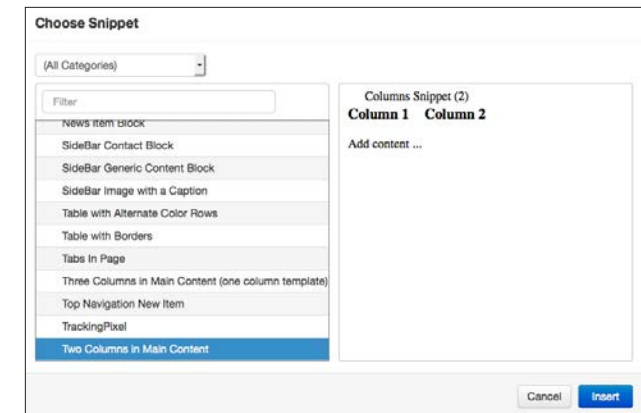 Choose Snippet
(All Categories)
Filter
News Item Block
SideBar Contact Block
SideBar Generic Content Block
SideBar Image with a Caption
Table with Alternate Color Rows
Table with Borders
Tabs In Page
Three Columns in Main Content (one column template)
Top Navigation New Item
TrackingPixel
Two Columns in Main Content
Columns Snippet (2)
Column 1 Column 2
Add content ...
Cancel Insert